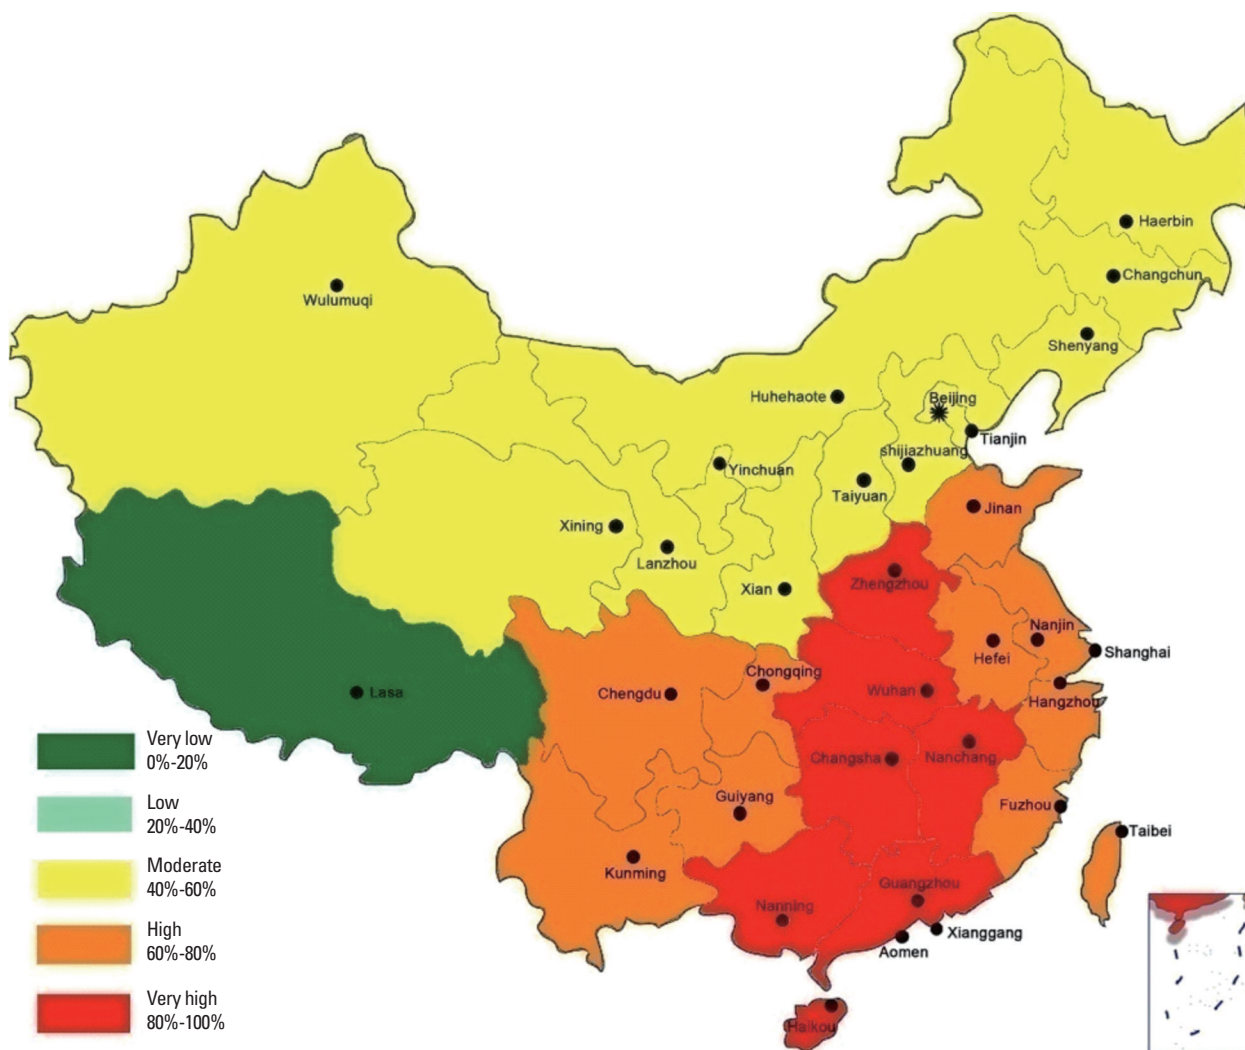 Haerbin
Changchun
Wulumuqi
Shenyang
Huhehaote
Beijing
Tianjin
shijiazhuang
Yinchuan
Taiyuan
Jinan
Xining
Lanzhou
Xian
Zhengzhou
Nanjin
Shanghai
Hefei
Chongqing
Chengdu
Wuhan
Hangzhou
Lasa
Changsha
Nanchang
Guiyang
Fuzhou
Taibei
Kunming
Guangzhou
Nanning
Xianggang
Aomen
Haikou
Very low
0%-20%
Low
20%-40%
Moderate
40%-60%
High
60%-80%
Very high
80%-100%